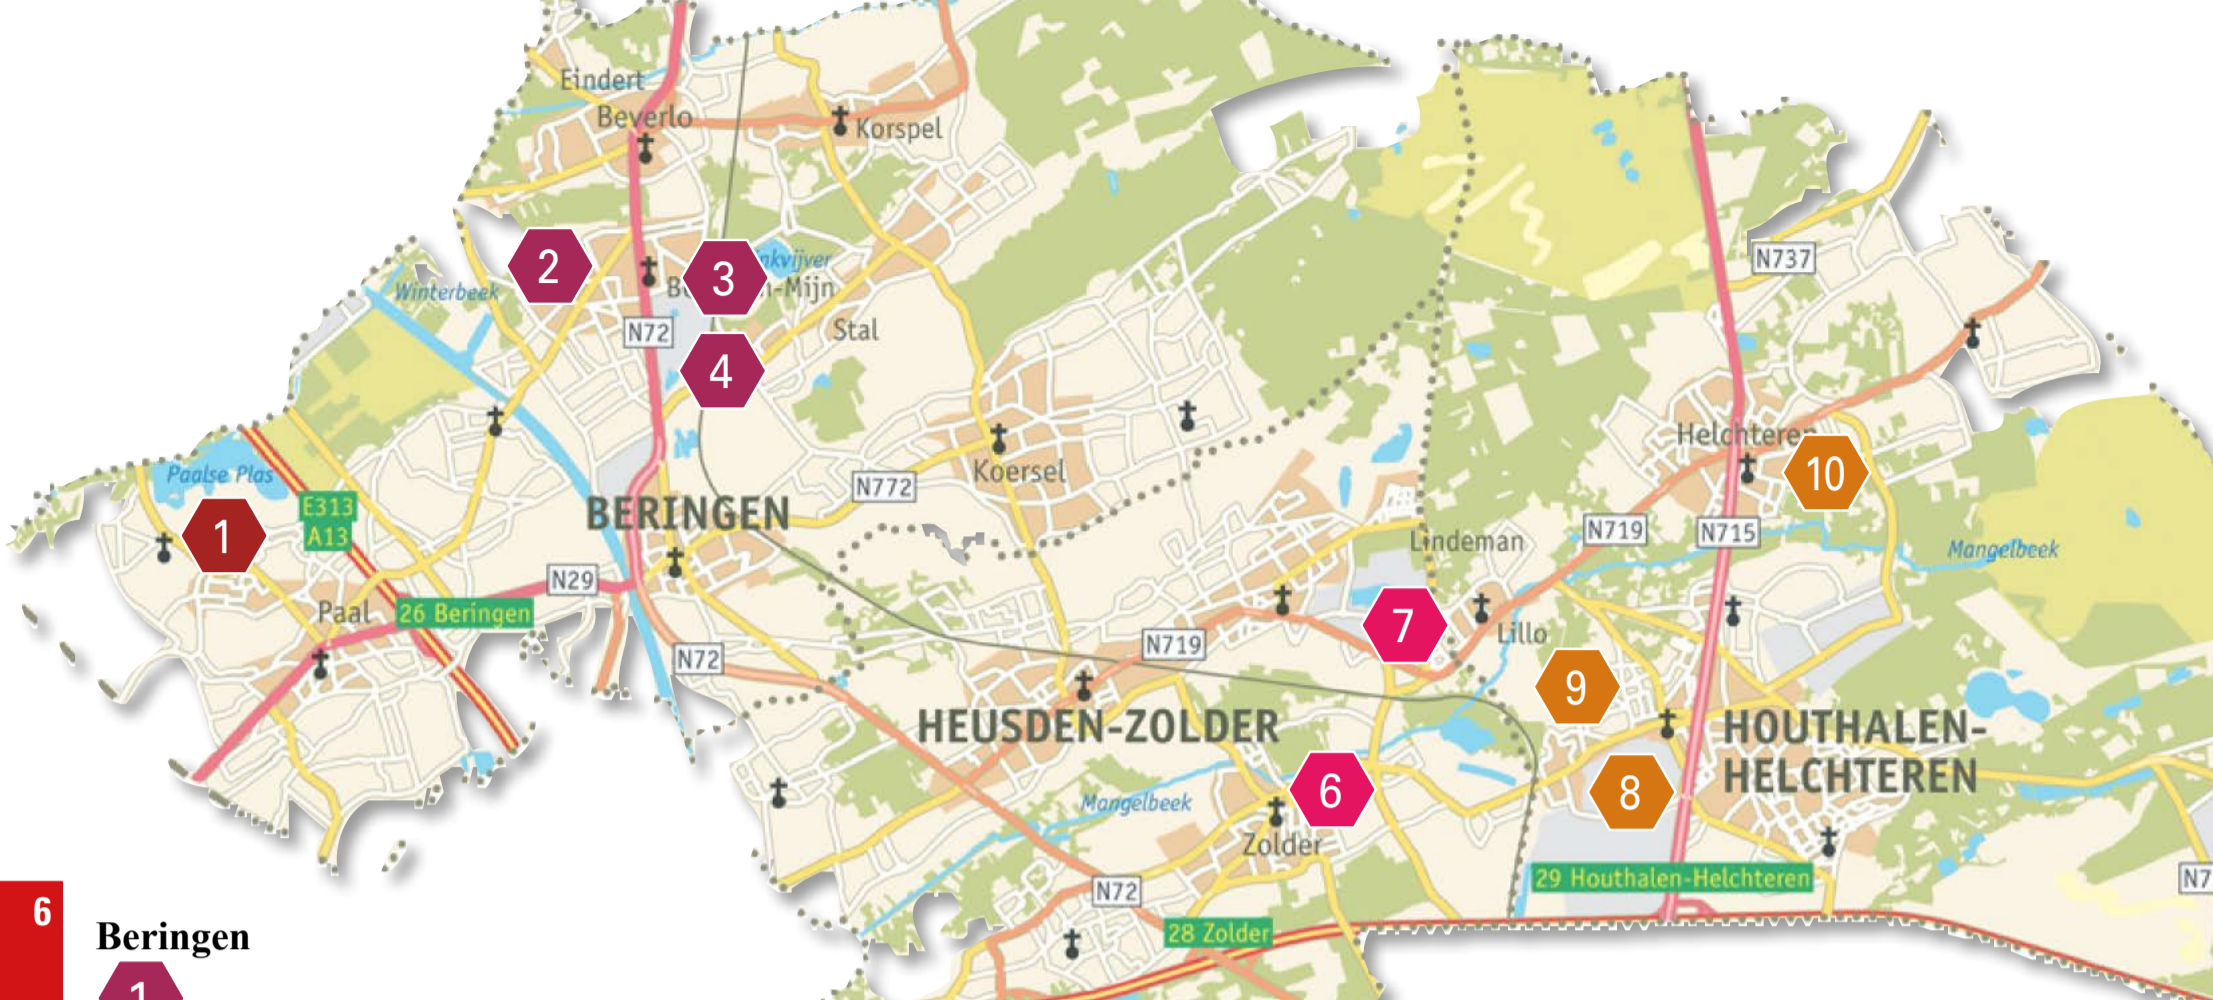 Eindert
Beverlo
Korspel
2
3
nkvijver
Winterbeek
B
n-Mijn
N737
N72
Stal
4
Helchteren
Koersel
Paalse Plas
N772
10
E313
A13
BERINGEN
1
N719
N715
Lindeman
Mangelbeek
N29
Paal
26 Beringen
7
Lillo
N72
N719
9
HEUSDEN-ZOLDER
HOUTHALEN-
HELCHTEREN
6
8
Mangelbeek
Zolder
29 Houthalen-Helchteren
N7
N72
28 Zolder
6
Beringen
1